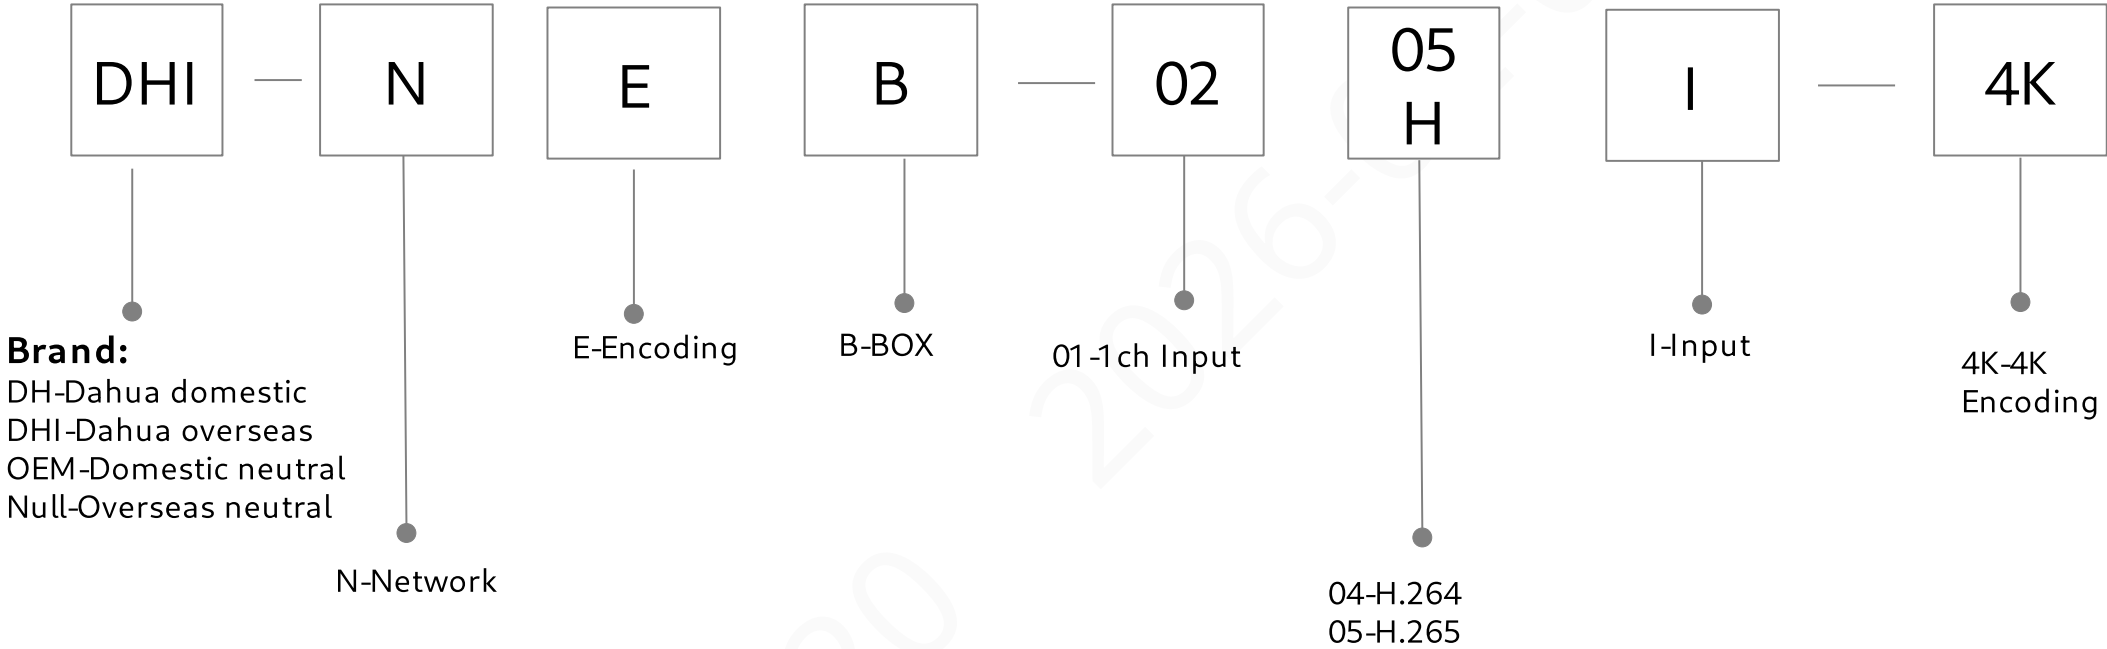 DHI
N
E
B
02
05
H
I
4K
Brand:
DH-Dahua domestic
DHI-Dahua overseas
OEM-Domestic neutral
Null-Overseas neutral
N-Network
E-Encoding
B-BOX
01-1ch Input
04-H.264
05-H.265
I-Input
4K-4K
Encoding